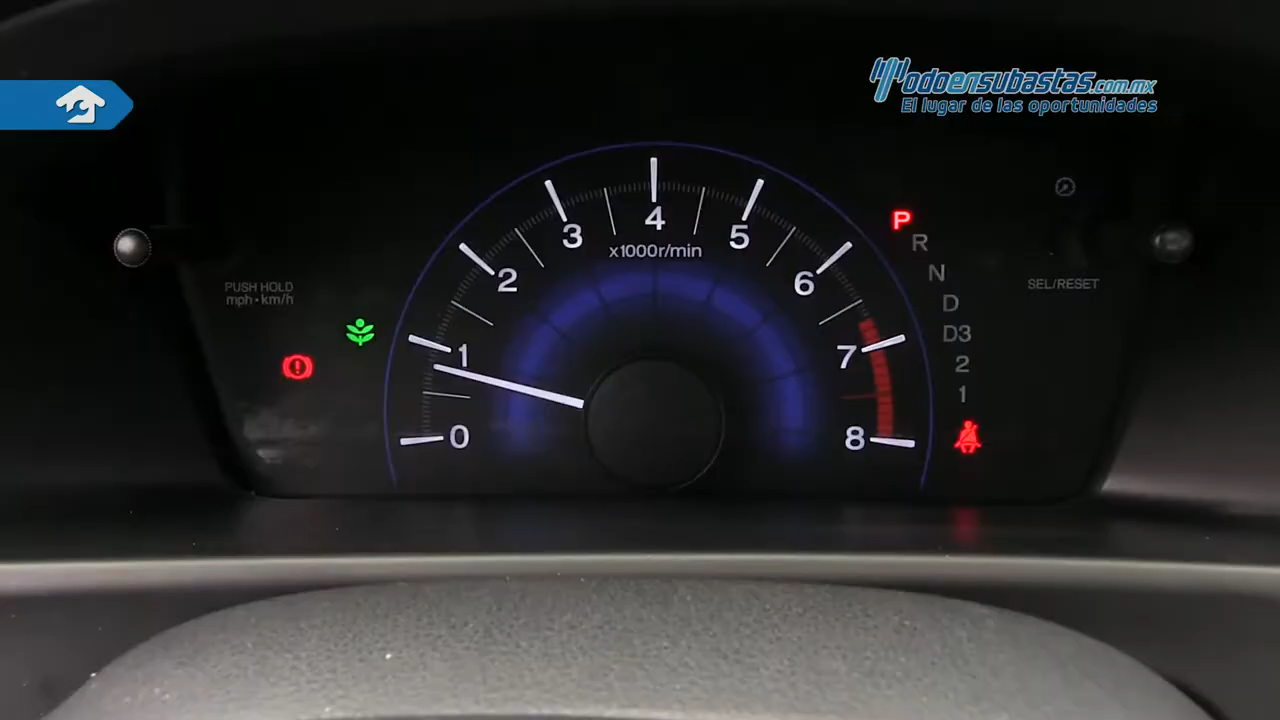 Todoensubastas.com.mx
El lugar de las oportunidades
PUSH HOLD
mph•km/h
0
1
2
3
4
5
6
7
8
x1000r/min
P
R
N
D
D3
2
1
SEL/RESET